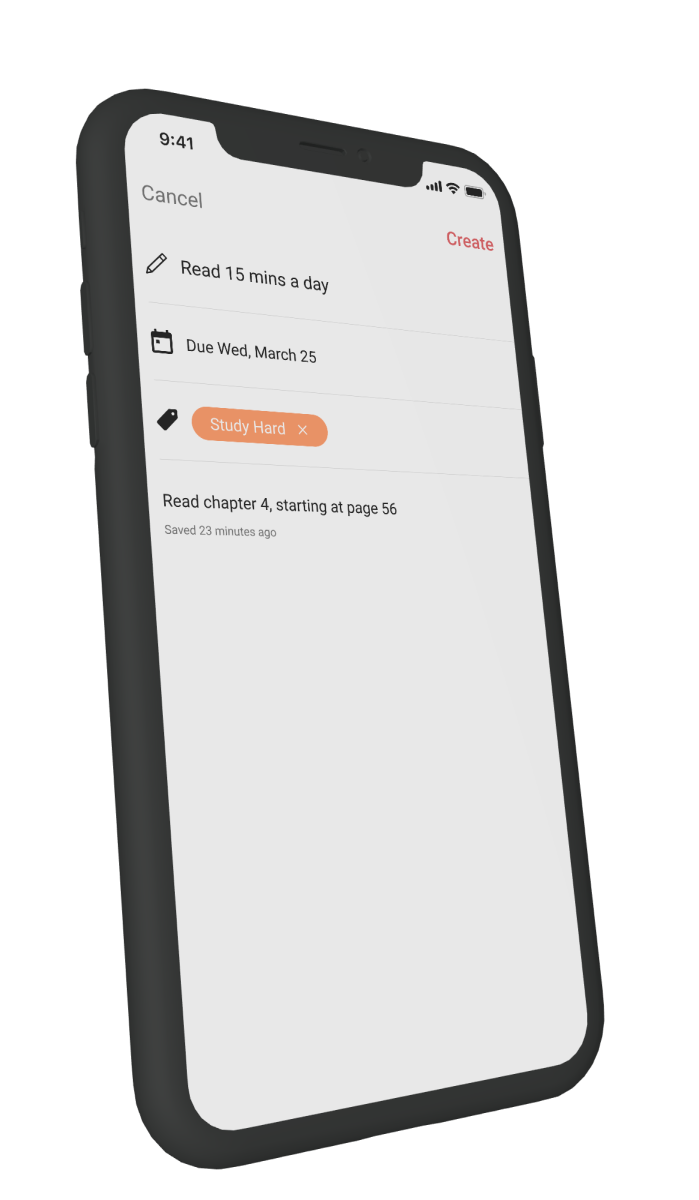 9:41
Cancel
Create
Read 15 mins a day
Due Wed, March 25
Study Hard ×
Read chapter 4, starting at page 56
Saved 23 minutes ago